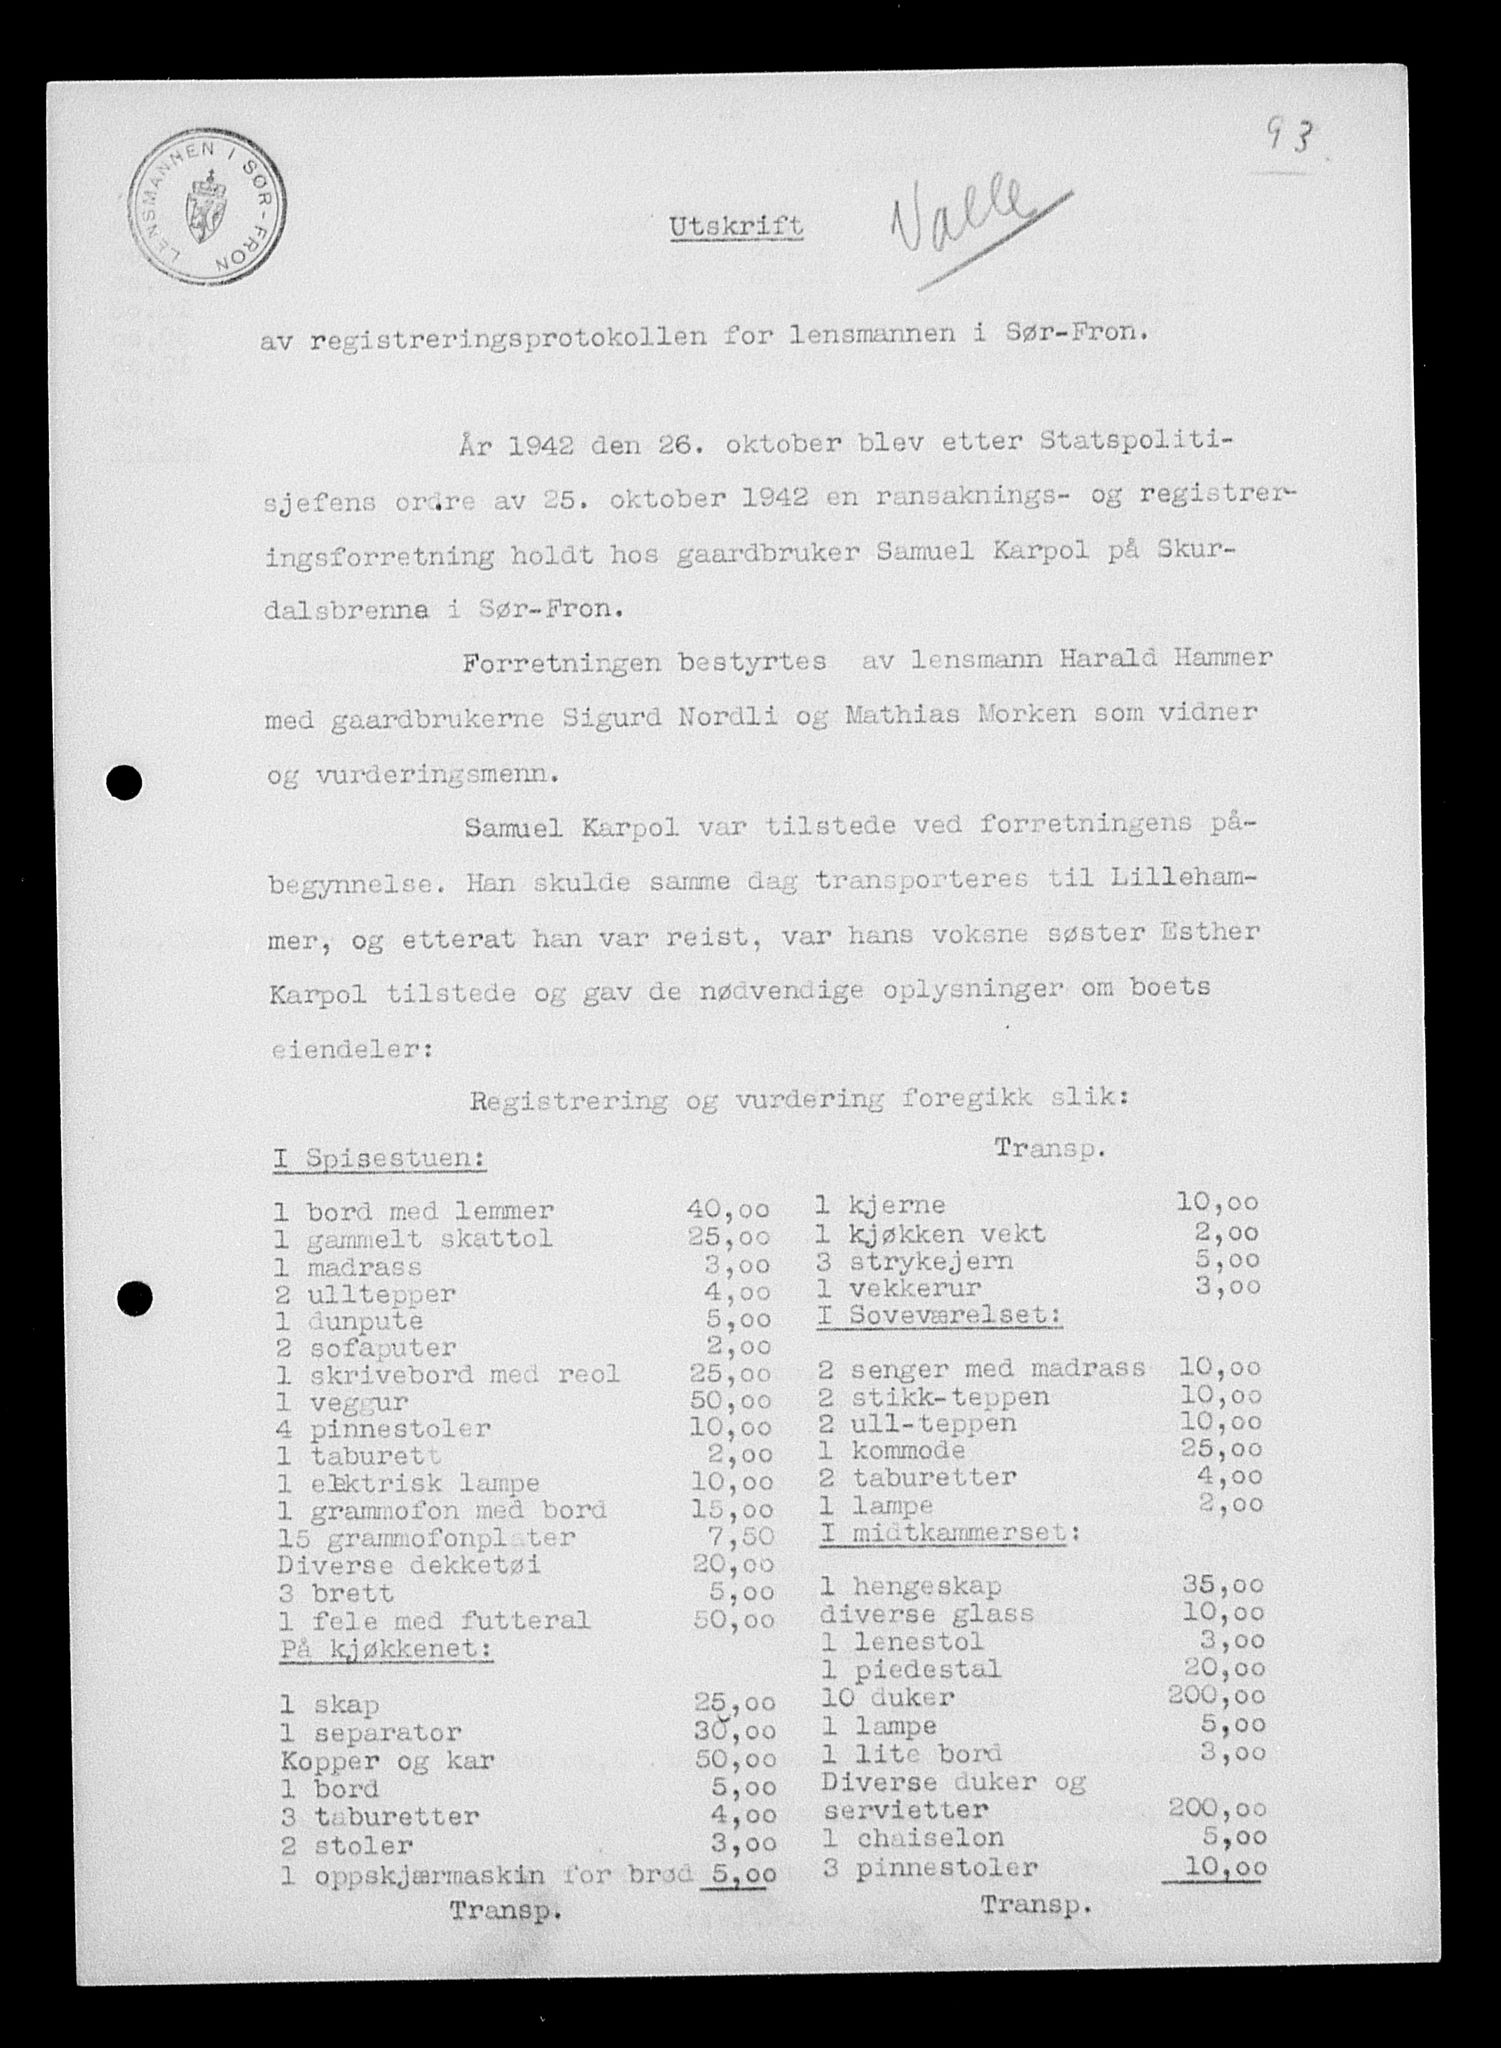 93
LENSMANNEN I SØR-FRON
Utskrift
Valle
av registreringsprotokollen for lensmannen i Sør-Fron.
År 1942 den 26. oktober blev etter Statspoliti-
sjefens ordre av 25. oktober 1942 en ransaknings- og registrer-
ingsforretning holdt hos gaardbruker Samuel Karpol på Skur-
dalsbrenna i Sør-Fron.
Forretningen bestyrtes av lensmann Harald Hammer
med gaardbrukerne Sigurd Nordli og Mathias Morken som vidner
og vurderingsmenn.
Samuel Karpol var tilstede ved forretningens på-
begynnelse. Han skulde samme dag transporteres til Lilleham-
mer, og etterat han var reist, var hans voksne søster Esther
Karpol tilstede og gav de nødvendige oplysninger om boets
eiendeler:
Registrering og vurdering foregikk slik:
I Spisestuen:
1 bord med lemmer 40,00
1 gammelt skattol 25,00
1 madrass 3,00
2 ulltepper 4,00
1 dunpute 5,00
2 sofaputer 2,00
1 skrivebord med reol 25,00
1 veggur 50,00
4 pinnestoler 10,00
1 taburett 2,00
1 elektrisk lampe 10,00
1 grammofon med bord 15,00
15 grammofonplater 7,50
Diverse dekketøi 20,00
3 brett 5,00
1 fele med futteral 50,00
På kjøkkenet:
1 skap 25,00
1 separator 30,00
Kopper og kar 50,00
1 bord 5,00
3 taburetter 4,00
2 stoler 3,00
1 oppskjærmaskin for brød 5,00
Transp.
Transp.
1 kjerne 10,00
1 kjøkken vekt 2,00
3 strykejern 5,00
1 vekkerur 3,00
I Soveværelset:
2 senger med madrass 10,00
2 stikk-teppen 10,00
2 ull-teppen 10,00
1 kommode 25,00
2 taburetter 4,00
1 lampe 2,00
I midtkammerset:
1 hengeskap 35,00
diverse glass 10,00
1 lenestol 3,00
1 piedestal 20,00
10 duker 200,00
1 lampe 5,00
1 lite bord 3,00
Diverse duker og
servietter 200,00
1 chaiselon 5,00
3 pinnestoler 10,00
Transp.